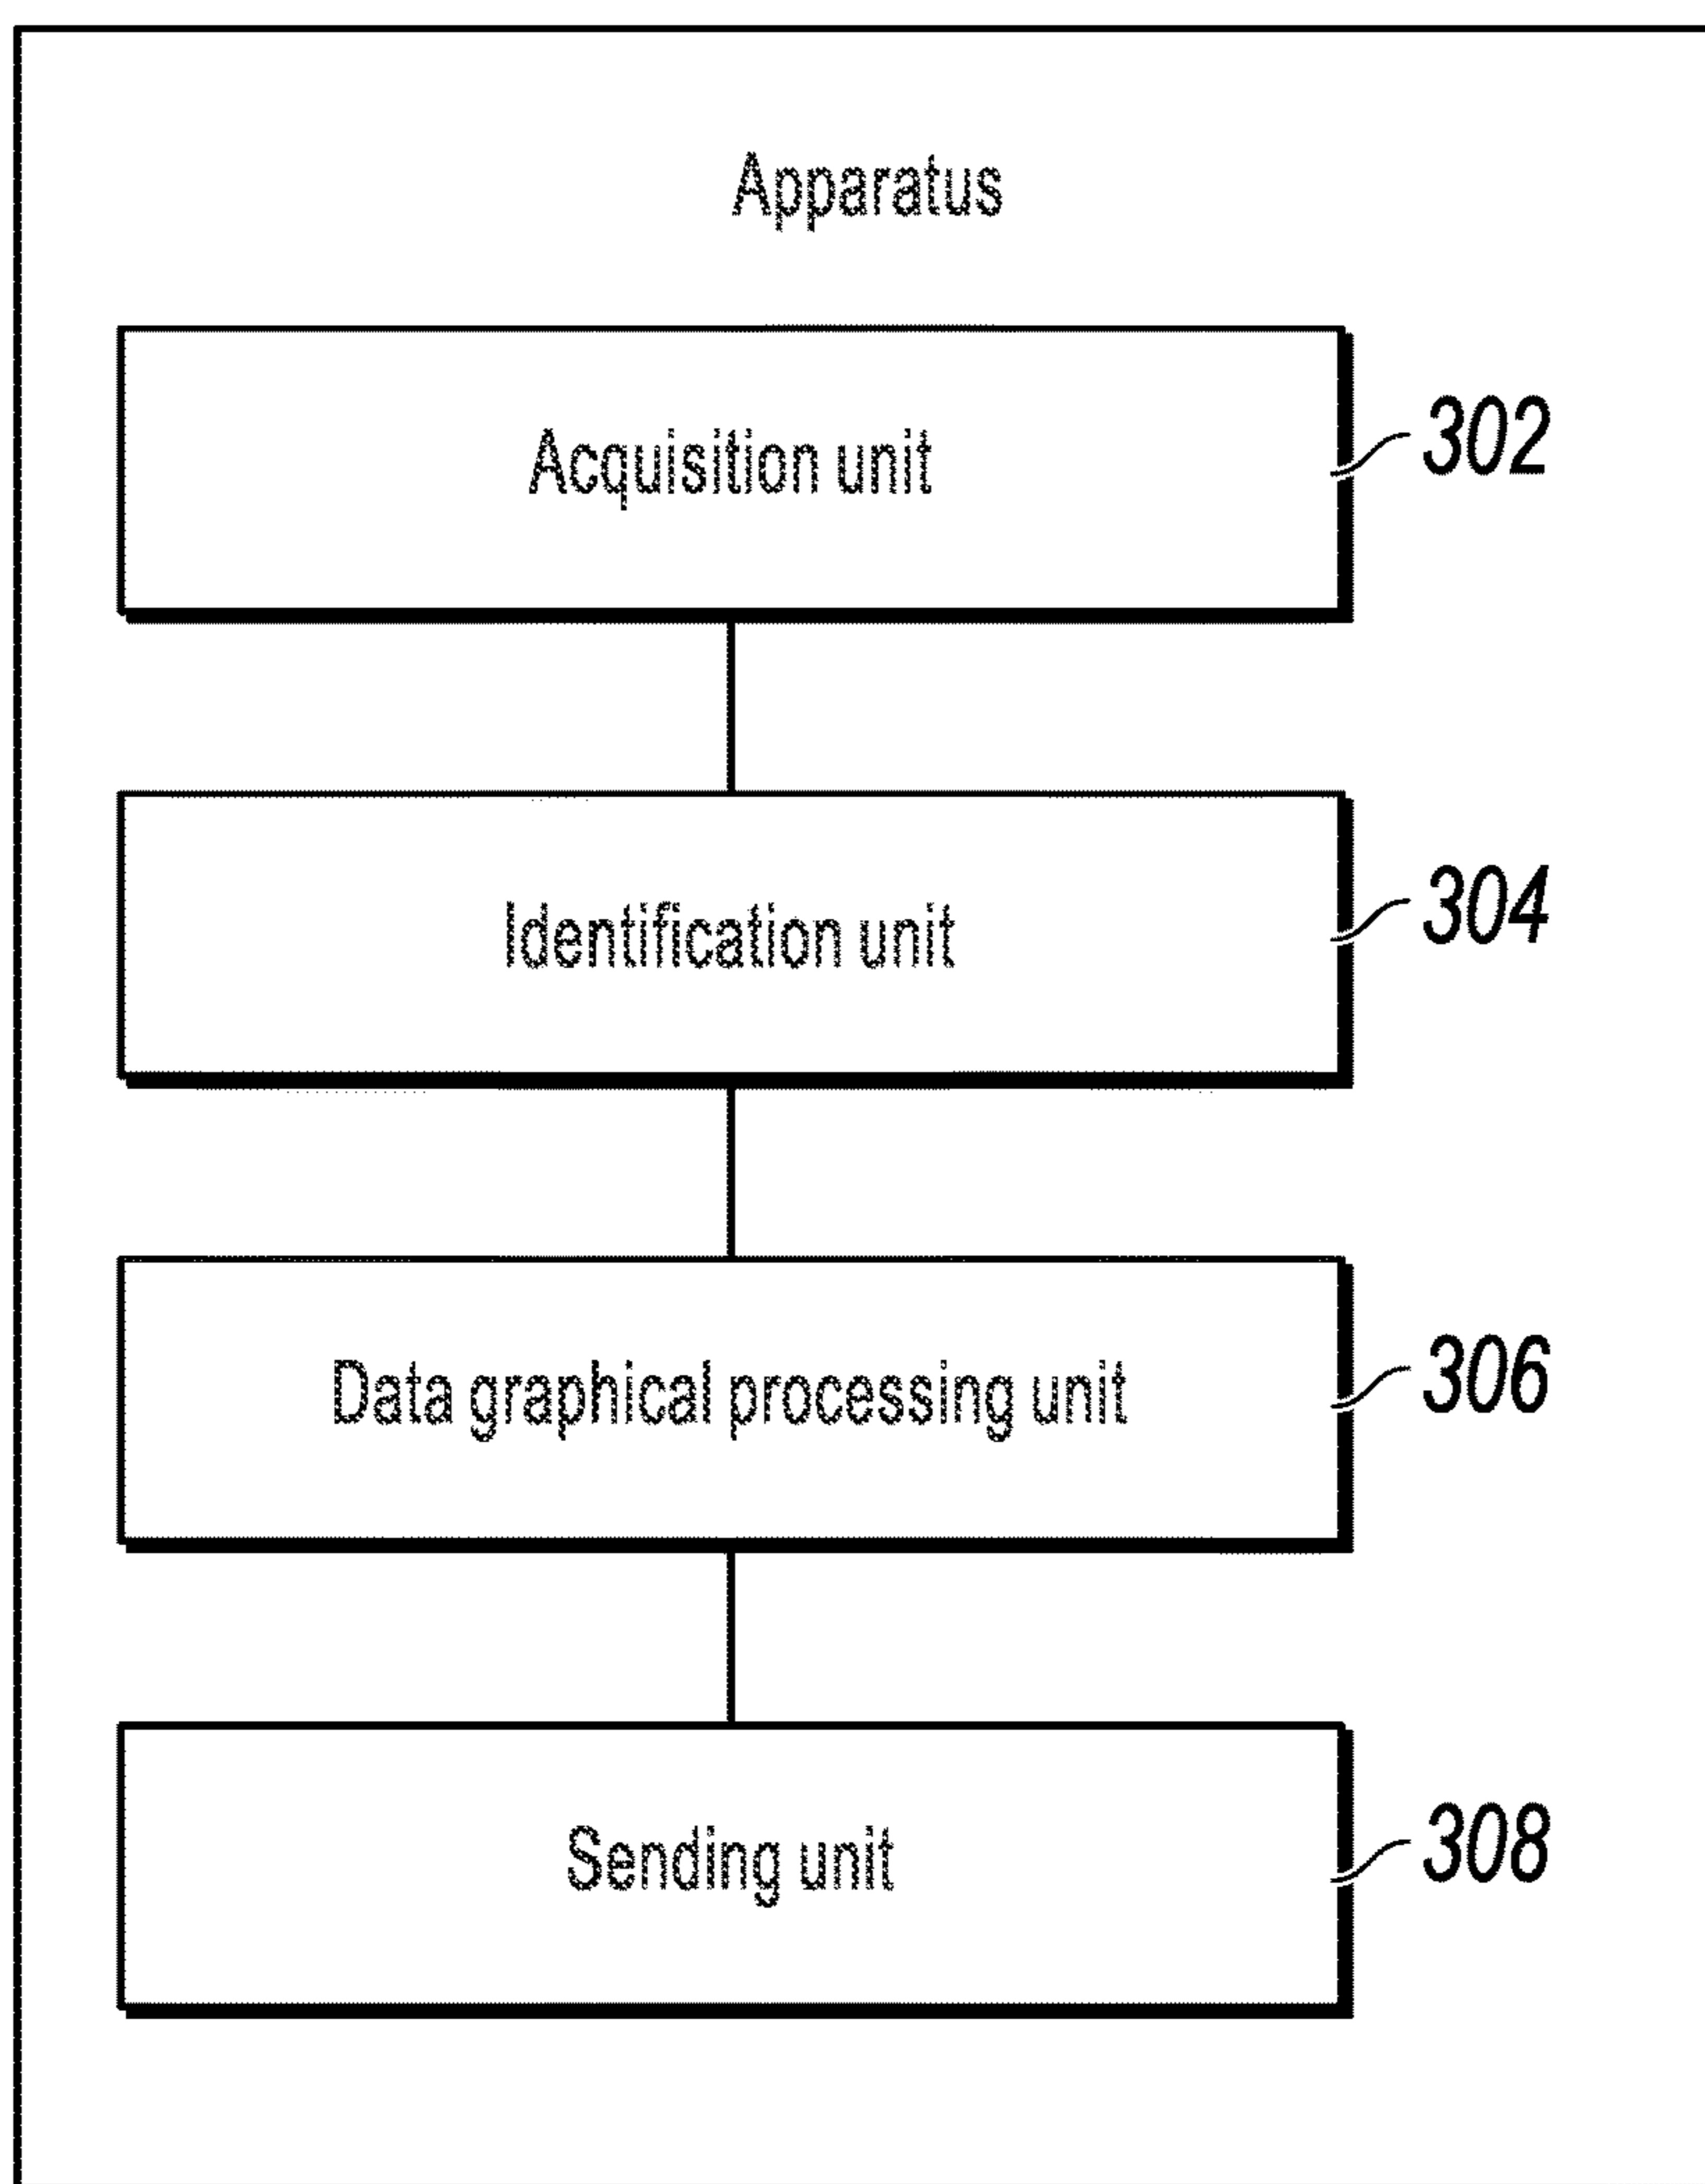 Apparatus
Acquisition unit
302
Identification unit
304
Data graphical processing unit
306
Sending unit
308